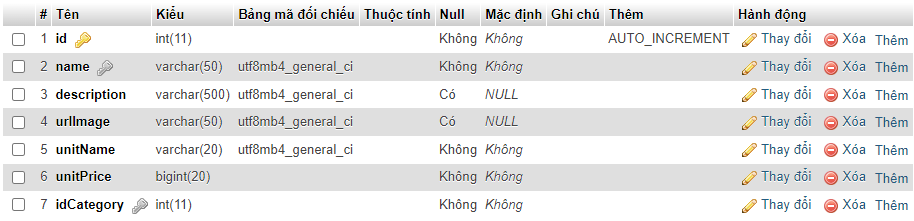 # Tên Kiểu Bảng mã đối chiếu Thuộc tính Null Mặc định Ghi chú Thêm Hành động
1 id int(11) Không Không AUTO_INCREMENT Thay đổi Xóa Thêm
2 name varchar(50) utf8mb4_general_ci Không Không Thay đổi Xóa Thêm
3 description varchar(500) utf8mb4_general_ci Có NULL Thay đổi Xóa Thêm
4 urlImage varchar(50) utf8mb4_general_ci Có NULL Thay đổi Xóa Thêm
5 unitName varchar(20) utf8mb4_general_ci Không Không Thay đổi Xóa Thêm
6 unitPrice bigint(20) Không Không Thay đổi Xóa Thêm
7 idCategory int(11) Không Không Thay đổi Xóa Thêm